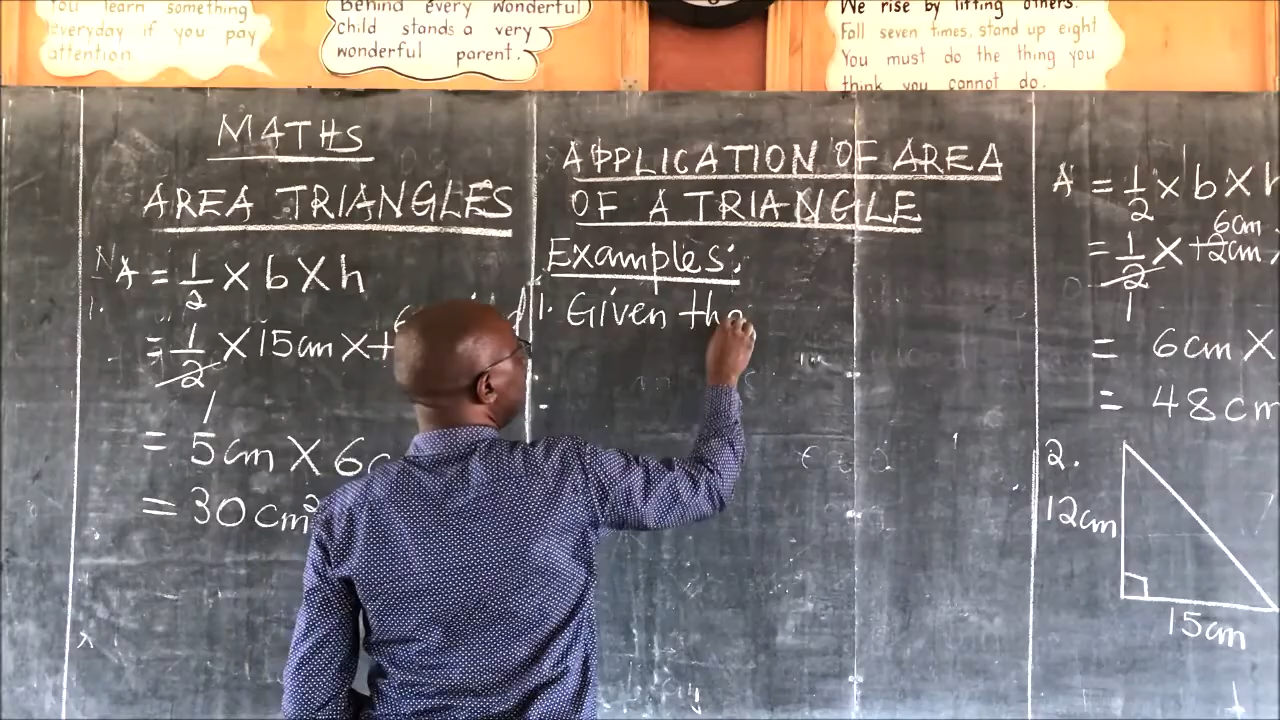 You learn something
everyday if you pay
attention
Behind every wonderful
child stands a very
wonderful parent.
We rise by lifting others.
Fall seven times, stand up eight
You must do the thing you
think you cannot do.
MATHS
AREA TRIANGLES
A = 1/2 X b X h
= 1/2 X 15cm X
1
= 5cm X 6
= 30cm²
APPLICATION OF AREA
OF A TRIANGLE
Examples:
1. Given the
A = 1/2 X b X h
6cm
= 1/2 X 12cm
1
= 6cm X
= 48cm
2.
12cm
15cm